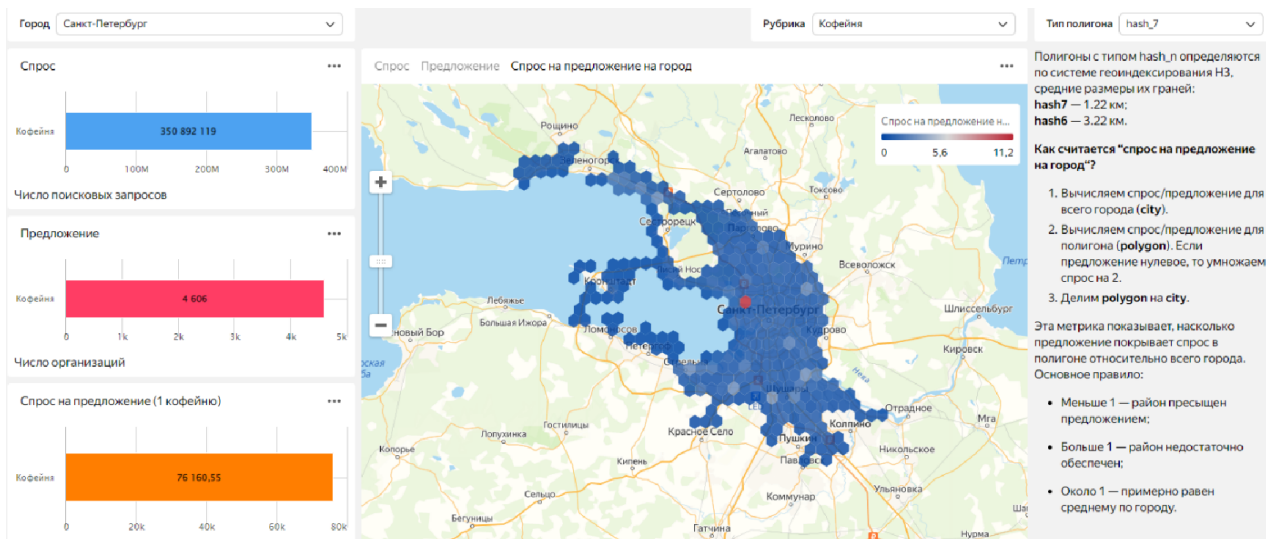 Город
Санкт-Петербург
Рубрика
Кофейня
Тип полигона
hash_7
Спрос
Кофейня
350 892 119
0 100M 200M 300M 400M
Число поисковых запросов
Предложение
Кофейня
4 606
0 1k 2k 3k 4k 5k
Число организаций
Спрос на предложение (1 кофейню)
Кофейня
76 160,55
0 20k 40k 60k 80k
Спрос Предложение Спрос на предложение на город
Спрос на предложение н...
0 5,6 11,2
Рощино
Лесколово
Агалатово
Зеленогорск
Сертолово
Токсово
Сестрорецк
Мурино
Всеволожск
Кронштадт
Лебяжье
Санкт-Петербург
Шлиссельбург
Большая Ижора
Ломоносов
Кудрово
новый Бор
Кировск
Нева
Отрадное
Мга
Гостилицы
Красное Село
Колпино
Лопухинка
Пушкин
Никольское
Копорье
Кипень
Ульяновка
Сельцо
Коммунар
Бегуницы
Гатчина
Нурма
Полигоны с типом hash_n определяются
по системе геоиндексирования H3,
средние размеры их граней:
hash7 — 1.22 км;
hash6 — 3.22 км.
Как считается "спрос на предложение
на город"?
1. Вычисляем спрос/предложение для
всего города (city).
2. Вычисляем спрос/предложение для
полигона (polygon). Если
предложение нулевое, то умножаем
спрос на 2.
3. Делим polygon на city.
Эта метрика показывает, насколько
предложение покрывает спрос в
полигоне относительно всего города.
Основное правило:
• Меньше 1 — район пресыщен
предложением;
• Больше 1 — район недостаточно
обеспечен;
• Около 1 — примерно равен
среднему по городу.